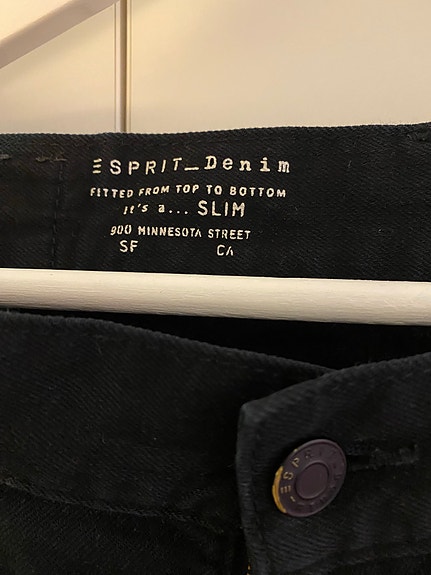 ESPRIT_Denim
FITTED FROM TOP TO BOTTOM
it's a... SLIM
900 MINNESOTA STREET
SF CA
ESPRIT